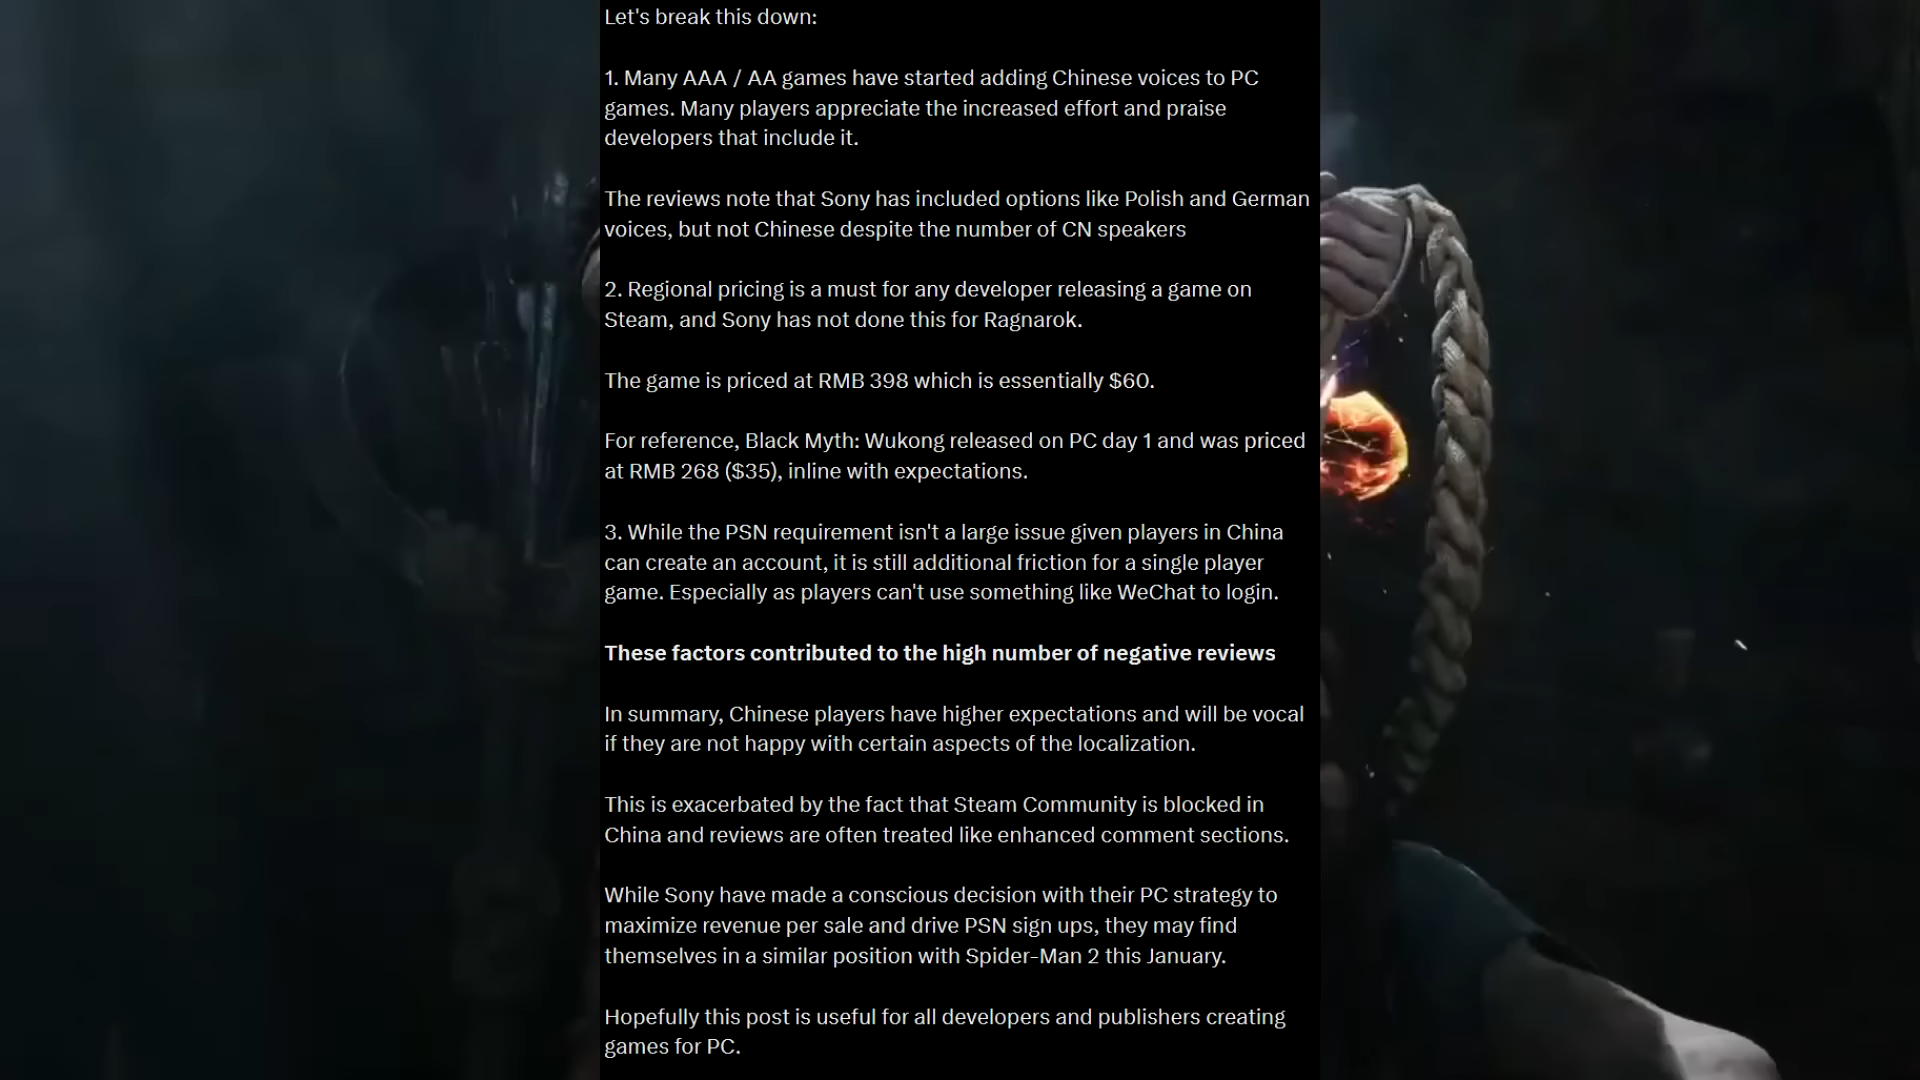 Let's break this down:
1. Many AAA / AA games have started adding Chinese voices to PC
games. Many players appreciate the increased effort and praise
developers that include it.
The reviews note that Sony has included options like Polish and German
voices, but not Chinese despite the number of CN speakers
2. Regional pricing is a must for any developer releasing a game on
Steam, and Sony has not done this for Ragnarok.
The game is priced at RMB 398 which is essentially $60.
For reference, Black Myth: Wukong released on PC day 1 and was priced
at RMB 268 ($35), inline with expectations.
3. While the PSN requirement isn't a large issue given players in China
can create an account, it is still additional friction for a single player
game. Especially as players can't use something like WeChat to login.
These factors contributed to the high number of negative reviews
In summary, Chinese players have higher expectations and will be vocal
if they are not happy with certain aspects of the localization.
This is exacerbated by the fact that Steam Community is blocked in
China and reviews are often treated like enhanced comment sections.
While Sony have made a conscious decision with their PC strategy to
maximize revenue per sale and drive PSN sign ups, they may find
themselves in a similar position with Spider-Man 2 this January.
Hopefully this post is useful for all developers and publishers creating
games for PC.